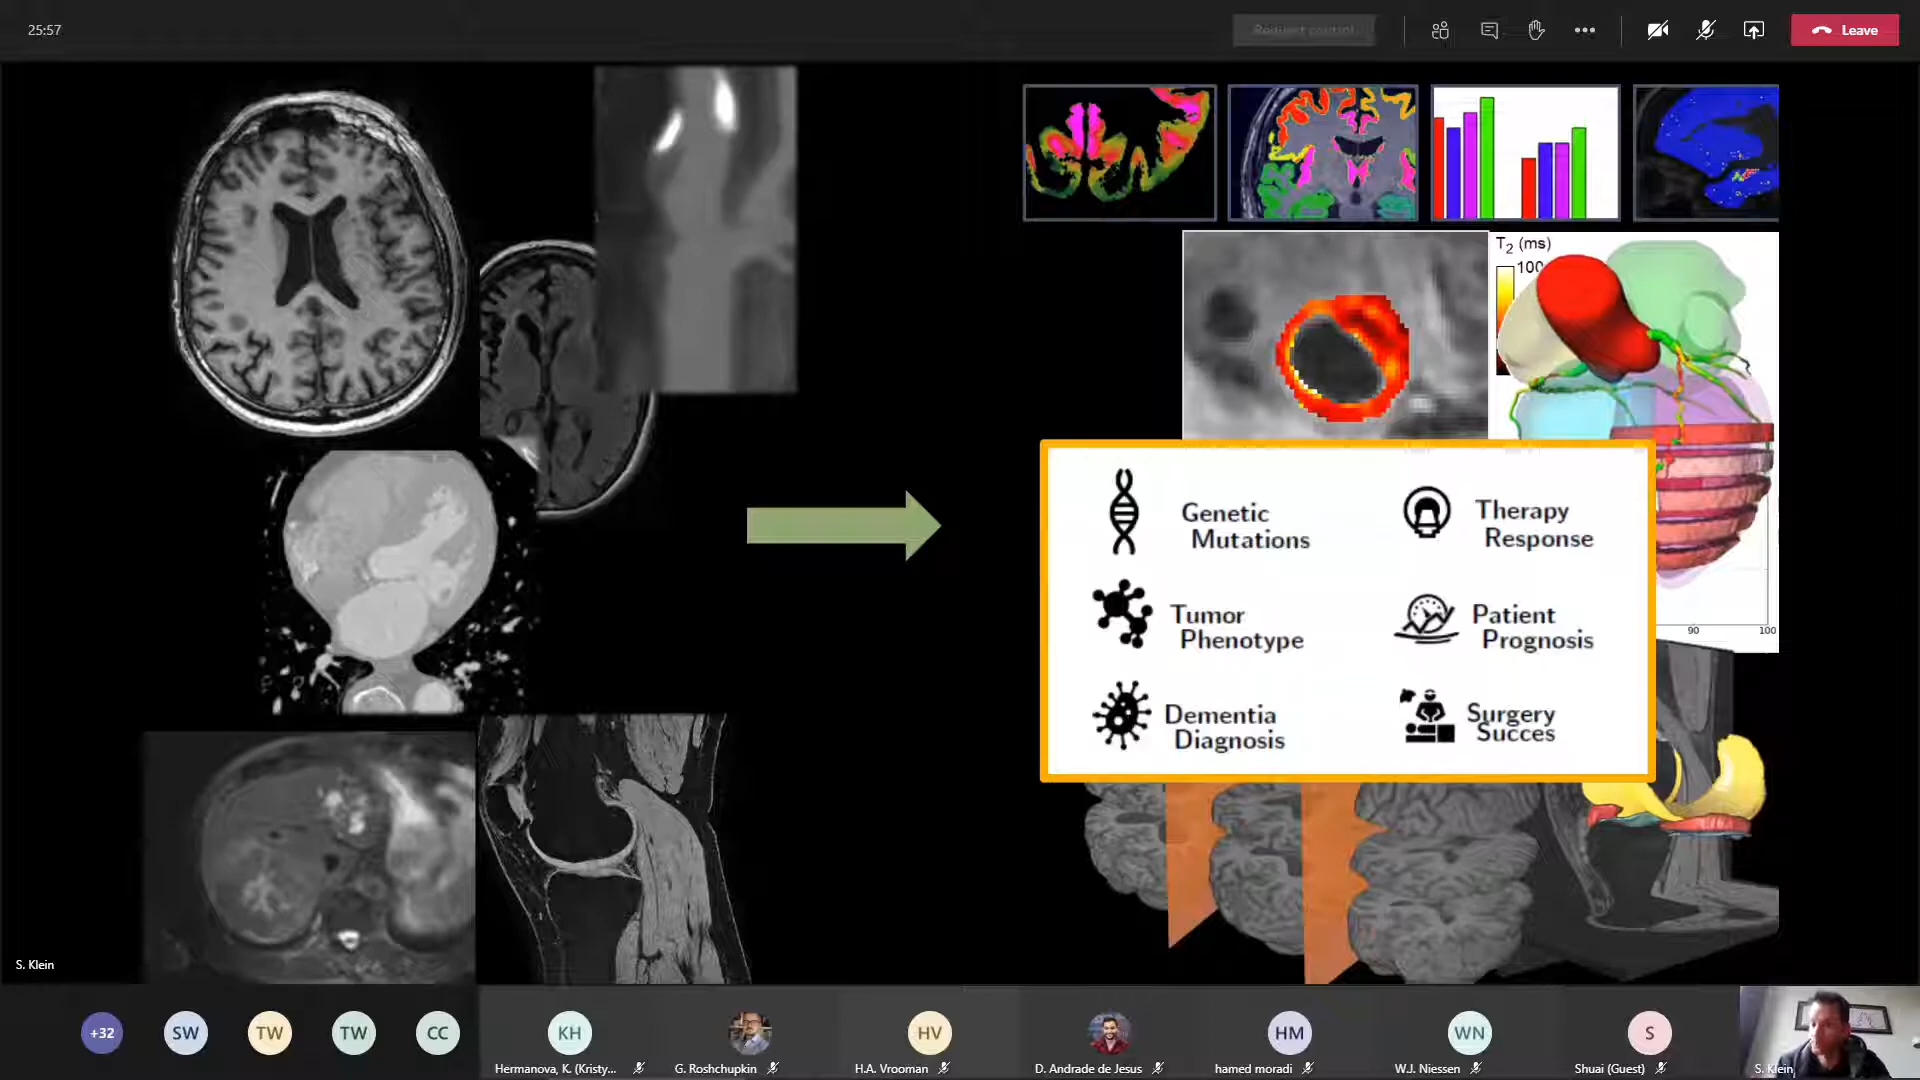 25:57
Request control
Leave
T2 (ms)
100
Genetic
Mutations
Therapy
Response
Tumor
Phenotype
Patient
Prognosis
Dementia
Diagnosis
Surgery
Succes
90
100
S. Klein
+32
SW
TW
TW
CC
KH
HV
HM
WN
S
Hermanova, K. (Kristy...
G. Roshchupkin
H.A. Vrooman
D. Andrade de Jesus
hamed moradi
W.J. Niessen
Shuai (Guest)
S. Klein